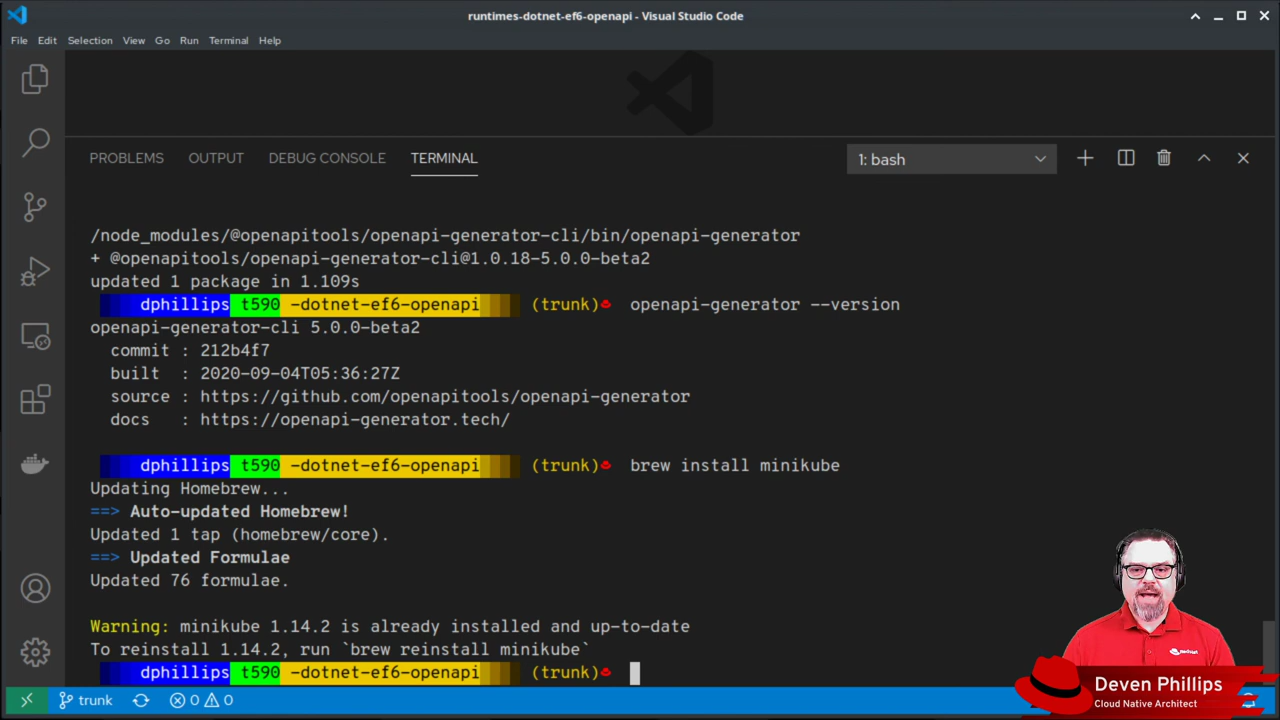 runtimes-dotnet-ef6-openapi - Visual Studio Code
File Edit Selection View Go Run Terminal Help
PROBLEMS OUTPUT DEBUG CONSOLE TERMINAL 1: bash
/node_modules/@openapitools/openapi-generator-cli/bin/openapi-generator
+ @openapitools/openapi-generator-cli@1.0.18-5.0.0-beta2
updated 1 package in 1.109s
dphillips t590 -dotnet-ef6-openapi (trunk) openapi-generator --version
openapi-generator-cli 5.0.0-beta2
commit : 212b4f7
built : 2020-09-04T05:36:27Z
source : https://github.com/openapitools/openapi-generator
docs : https://openapi-generator.tech/
dphillips t590 -dotnet-ef6-openapi (trunk) brew install minikube
Updating Homebrew...
==> Auto-updated Homebrew!
Updated 1 tap (homebrew/core).
==> Updated Formulae
Updated 76 formulae.
Warning: minikube 1.14.2 is already installed and up-to-date
To reinstall 1.14.2, run `brew reinstall minikube`
dphillips t590 -dotnet-ef6-openapi (trunk)
trunk 0 0
Deven Phillips
Cloud Native Architect